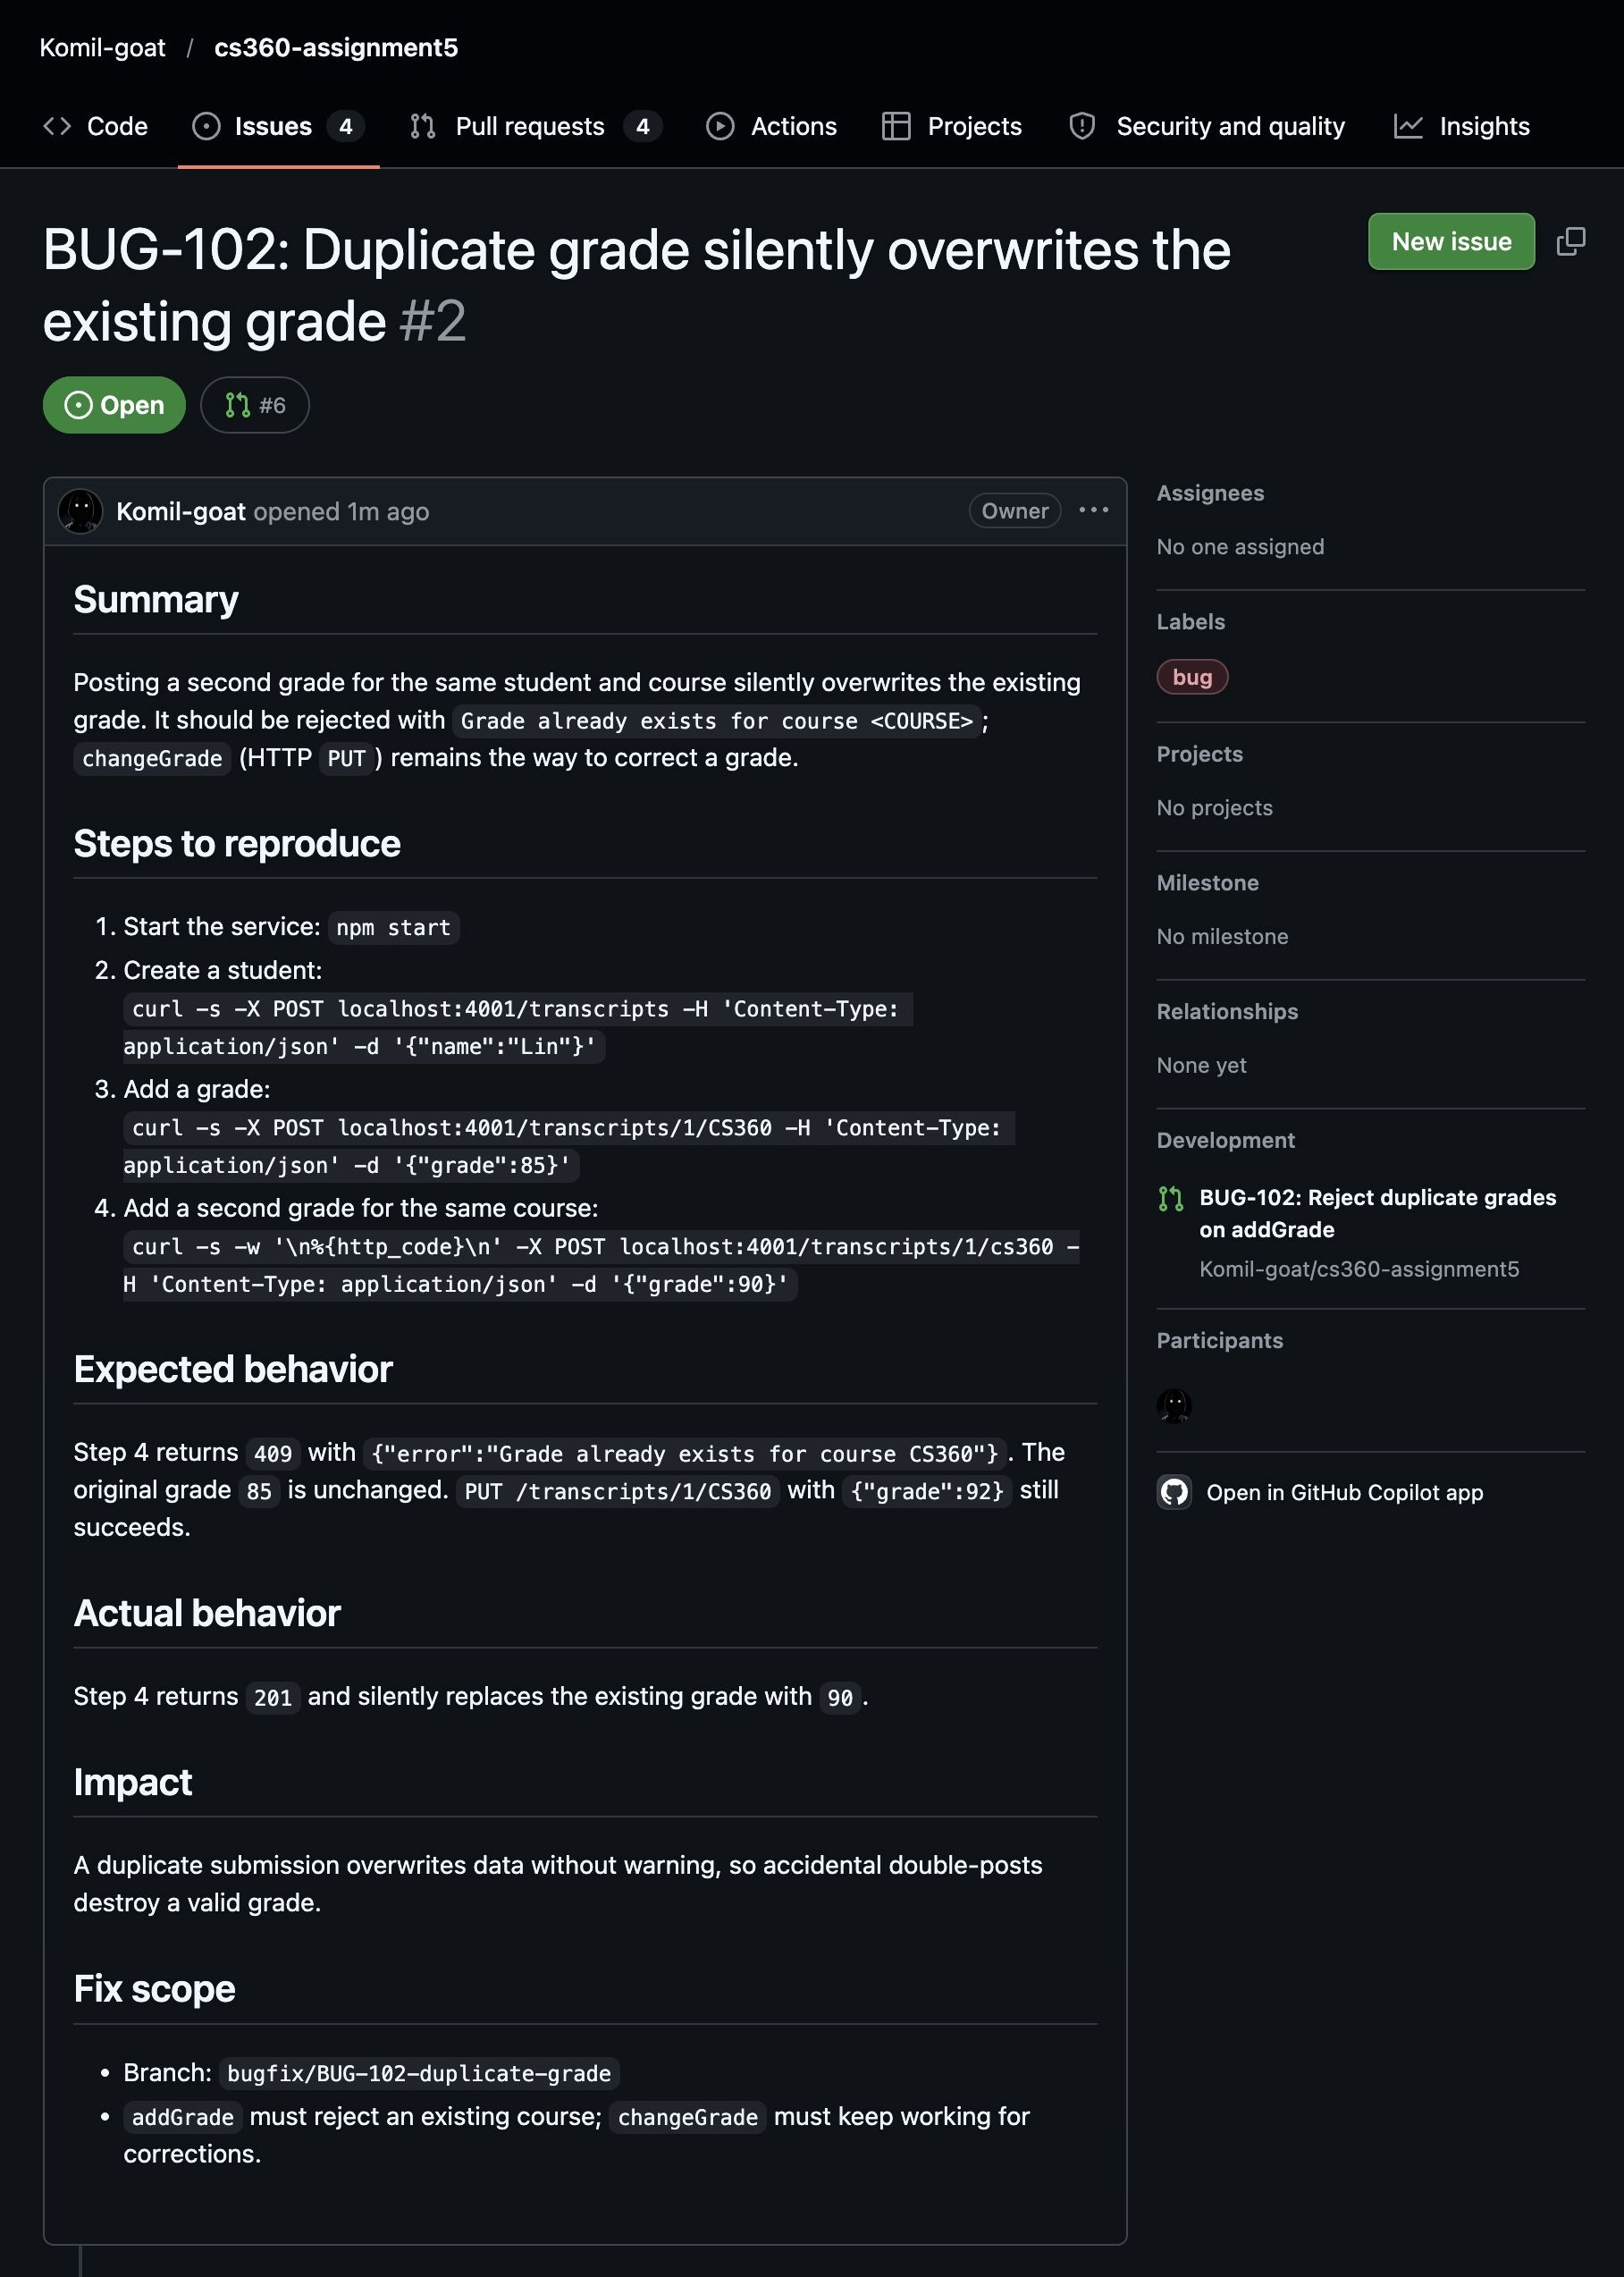 Komil-goat / cs360-assignment5
Code Issues 4 Pull requests 4 Actions Projects Security and quality Insights
BUG-102: Duplicate grade silently overwrites the
existing grade #2
New issue
Open #6
Komil-goat opened 1m ago Owner
Summary
Posting a second grade for the same student and course silently overwrites the existing
grade. It should be rejected with Grade already exists for course <COURSE>;
changeGrade (HTTP PUT) remains the way to correct a grade.
Steps to reproduce
1. Start the service: npm start
2. Create a student:
curl -s -X POST localhost:4001/transcripts -H 'Content-Type:
application/json' -d '{"name":"Lin"}'
3. Add a grade:
curl -s -X POST localhost:4001/transcripts/1/CS360 -H 'Content-Type:
application/json' -d '{"grade":85}'
4. Add a second grade for the same course:
curl -s -w '\n%{http_code}\n' -X POST localhost:4001/transcripts/1/cs360 -
H 'Content-Type: application/json' -d '{"grade":90}'
Expected behavior
Step 4 returns 409 with {"error":"Grade already exists for course CS360"}. The
original grade 85 is unchanged. PUT /transcripts/1/CS360 with {"grade":92} still
succeeds.
Actual behavior
Step 4 returns 201 and silently replaces the existing grade with 90.
Impact
A duplicate submission overwrites data without warning, so accidental double-posts
destroy a valid grade.
Fix scope
• Branch: bugfix/BUG-102-duplicate-grade
• addGrade must reject an existing course; changeGrade must keep working for
corrections.
Assignees
No one assigned
Labels
bug
Projects
No projects
Milestone
No milestone
Relationships
None yet
Development
BUG-102: Reject duplicate grades
on addGrade
Komil-goat/cs360-assignment5
Participants
Open in GitHub Copilot app